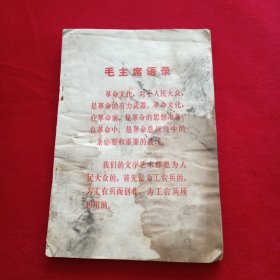 毛主席语录
革命文化，对于人民大众，
是革命的有力武器。革命文化，
在革命前，是革命的思想准备；
在革命中，是革命总战线中的
一条必要和重要的战线。
我们的文学艺术都是为人
民大众的，首先是为工农兵的，
为工农兵而创作，为工农兵所
利用的。